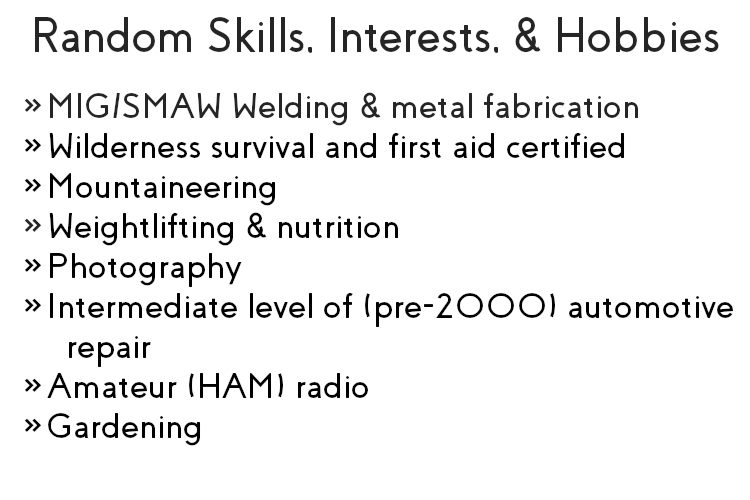 Random Skills, Interests, & Hobbies
» MIG/SMAW Welding & metal fabrication
» Wilderness survival and first aid certified
» Mountaineering
» Weightlifting & nutrition
» Photography
» Intermediate level of (pre-2000) automotive
repair
» Amateur (HAM) radio
» Gardening